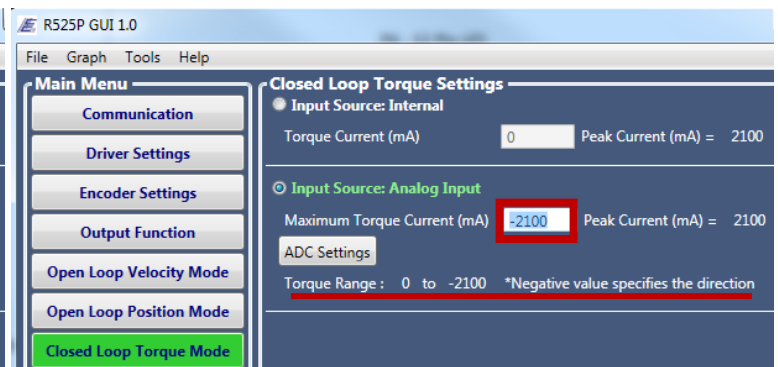 R525P GUI 1.0
File Graph Tools Help
Main Menu
Communication
Driver Settings
Encoder Settings
Output Function
Open Loop Velocity Mode
Open Loop Position Mode
Closed Loop Torque Mode
Closed Loop Torque Settings
Input Source: Internal
Torque Current (mA) 0 Peak Current (mA) = 2100
Input Source: Analog Input
Maximum Torque Current (mA) -2100 Peak Current (mA) = 2100
ADC Settings
Torque Range : 0 to -2100 *Negative value specifies the direction